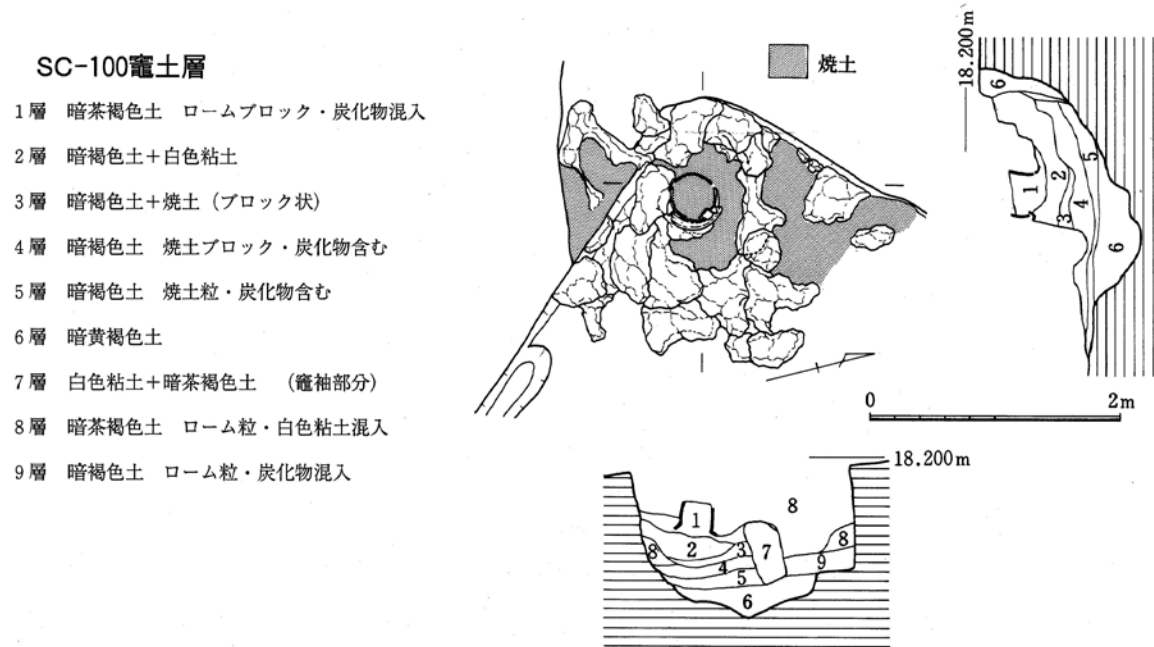 SC-100竈土層
1層 暗茶褐色土 ロームブロック・炭化物混入
2層 暗褐色土+白色粘土
3層 暗褐色土+焼土(ブロック状)
4層 暗褐色土 焼土ブロック・炭化物含む
5層 暗褐色土 焼土粒・炭化物含む
6層 暗黄褐色土
7層 白色粘土+暗茶褐色土 (竈袖部分)
8層 暗茶褐色土 ローム粒・白色粘土混入
9層 暗褐色土 ローム粒・炭化物混入
焼土
18.200m
6
5
1
2
4
3
6
0 2m
18.200m
8
1
8
2
3
7
8
4
9
5
6